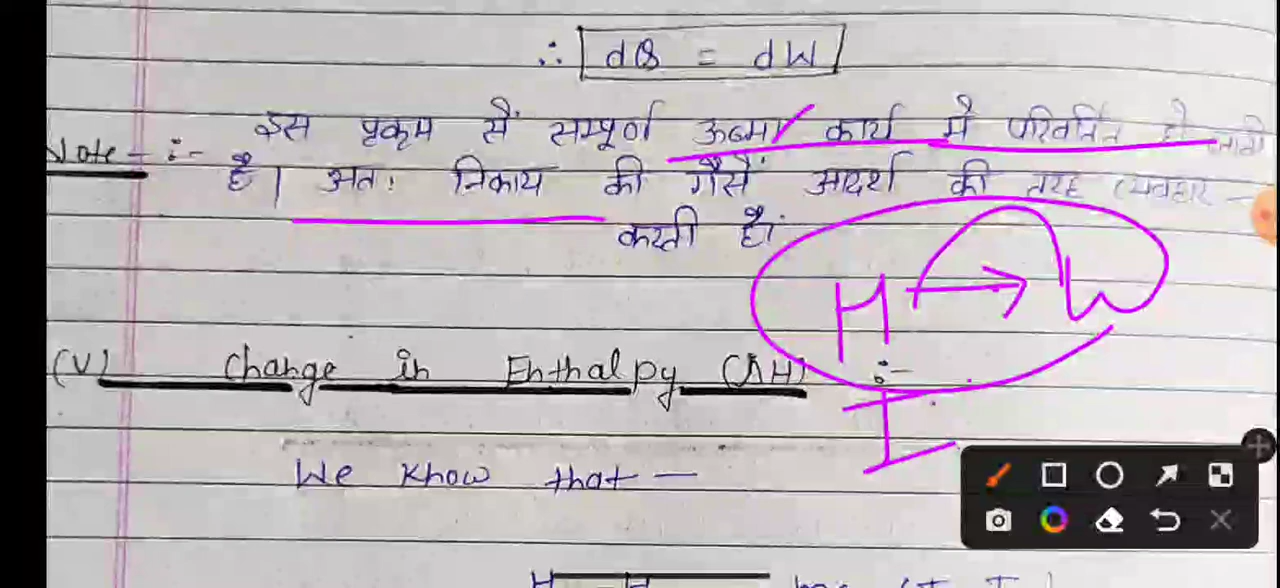 ∴ dQ = dW
Note :- इस प्रक्रम में सम्पूर्ण ऊष्मा कार्य में परिवर्तित हो जाती
है। अतः निकाय की गैसें आदर्श की तरह व्यवहार
करती है।
H → W
(V) Change in Enthalpy (ΔH) :-
I
We know that —